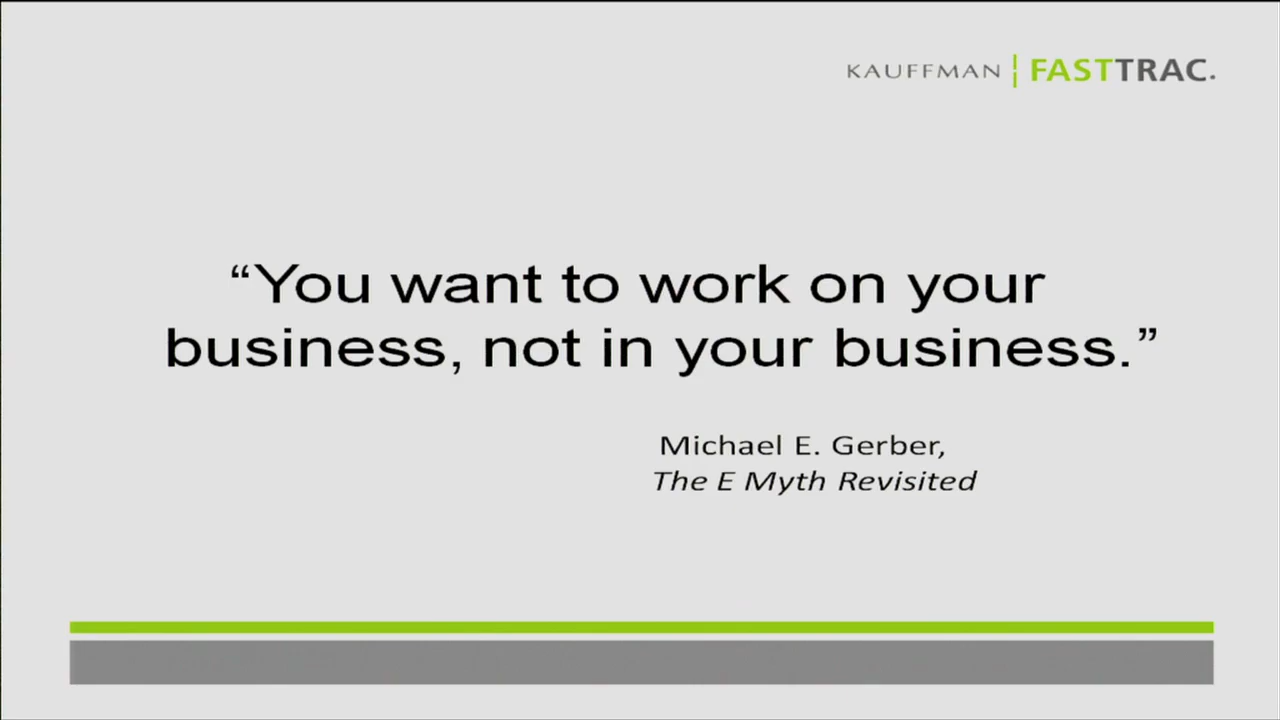 KAUFFMAN | FASTTRAC.
“You want to work on your
business, not in your business.”
Michael E. Gerber,
The E Myth Revisited